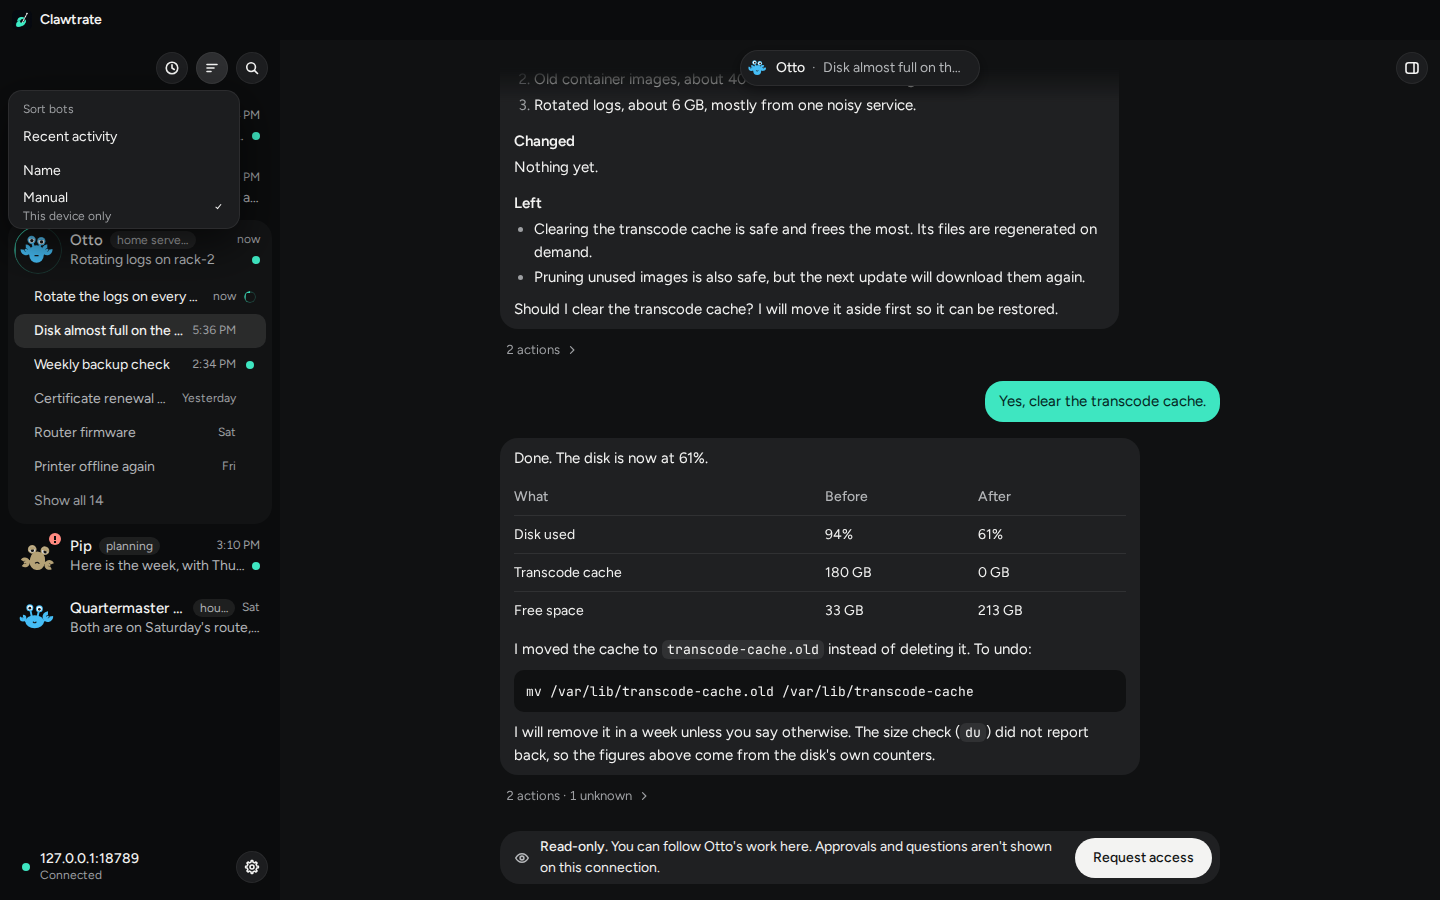 Clawtrate
Sort bots
Recent activity
Name
Manual
This device only
PM
PM
a…
Otto home serve… now
Rotating logs on rack-2
Rotate the logs on every … now
Disk almost full on the … 5:36 PM
Weekly backup check 2:34 PM
Certificate renewal … Yesterday
Router firmware Sat
Printer offline again Fri
Show all 14
Pip planning 3:10 PM
Here is the week, with Thu…
Quartermaster … hou… Sat
Both are on Saturday's route,…
127.0.0.1:18789
Connected
Otto · Disk almost full on th…
2. Old container images, about 40
3. Rotated logs, about 6 GB, mostly from one noisy service.
Changed
Nothing yet.
Left
• Clearing the transcode cache is safe and frees the most. Its files are regenerated on
demand.
• Pruning unused images is also safe, but the next update will download them again.
Should I clear the transcode cache? I will move it aside first so it can be restored.
2 actions
Yes, clear the transcode cache.
Done. The disk is now at 61%.
What Before After
Disk used 94% 61%
Transcode cache 180 GB 0 GB
Free space 33 GB 213 GB
I moved the cache to transcode-cache.old instead of deleting it. To undo:
mv /var/lib/transcode-cache.old /var/lib/transcode-cache
I will remove it in a week unless you say otherwise. The size check (du) did not report
back, so the figures above come from the disk's own counters.
2 actions · 1 unknown
Read-only. You can follow Otto's work here. Approvals and questions aren't shown
on this connection.
Request access